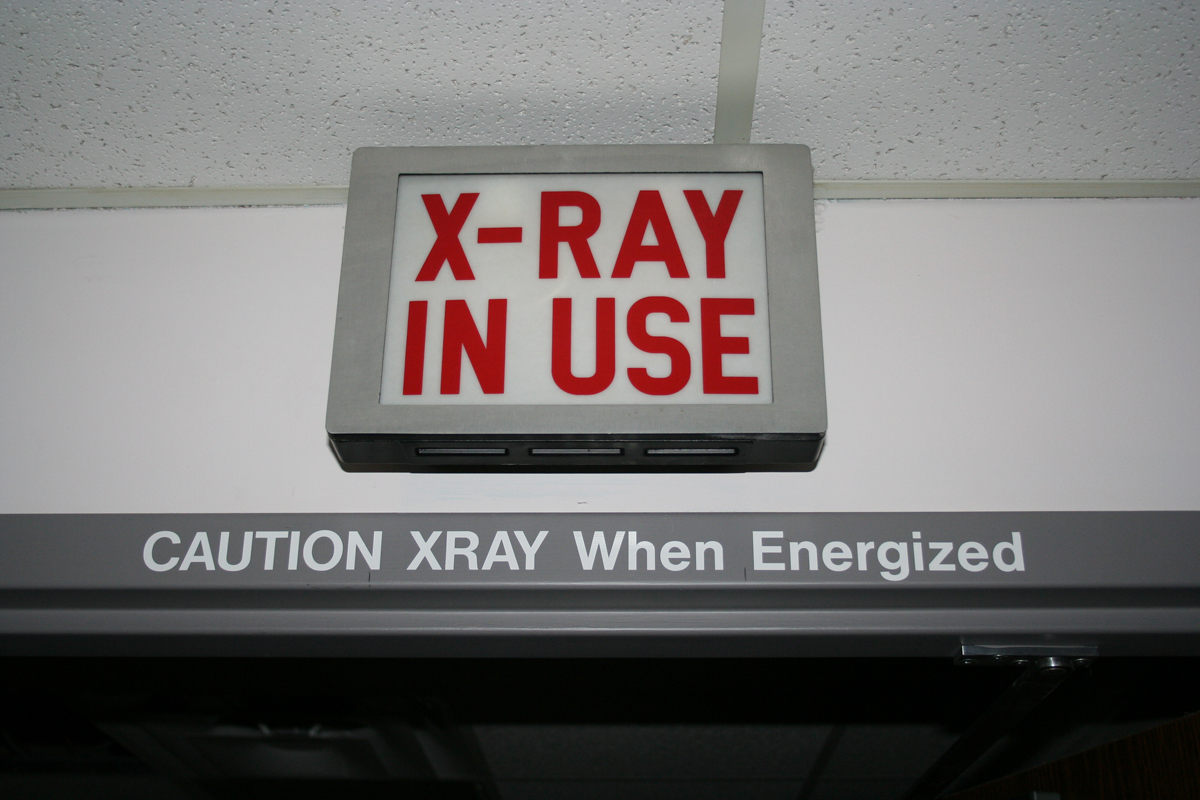 X-RAY
IN USE
CAUTION XRAY When Energized